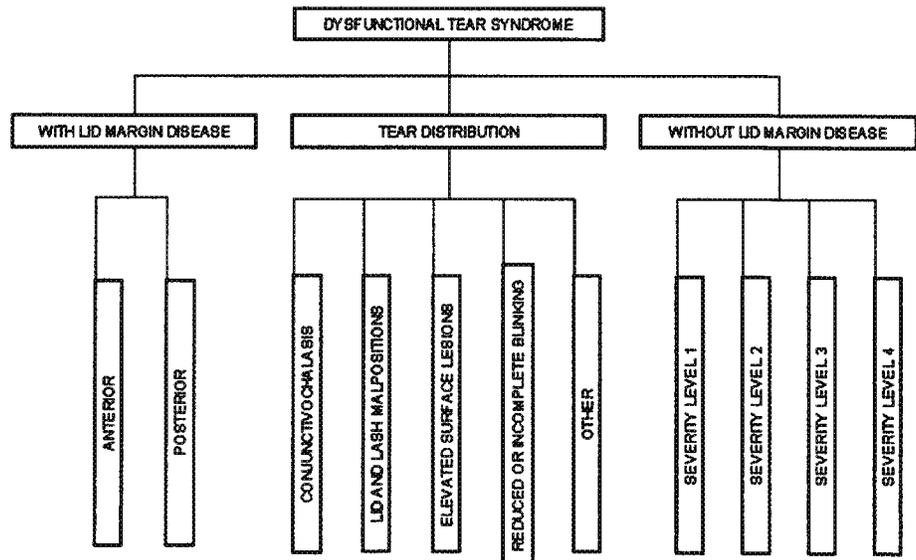 DYSFUNCTIONAL TEAR SYNDROME
WITH LID MARGIN DISEASE
TEAR DISTRIBUTION
WITHOUT LID MARGIN DISEASE
ANTERIOR
POSTERIOR
CONJUNCTIVOCHALASIS
LID AND LASH MALPOSITIONS
ELEVATED SURFACE LESIONS
REDUCED OR INCOMPLETE BLINKING
OTHER
SEVERITY LEVEL 1
SEVERITY LEVEL 2
SEVERITY LEVEL 3
SEVERITY LEVEL 4